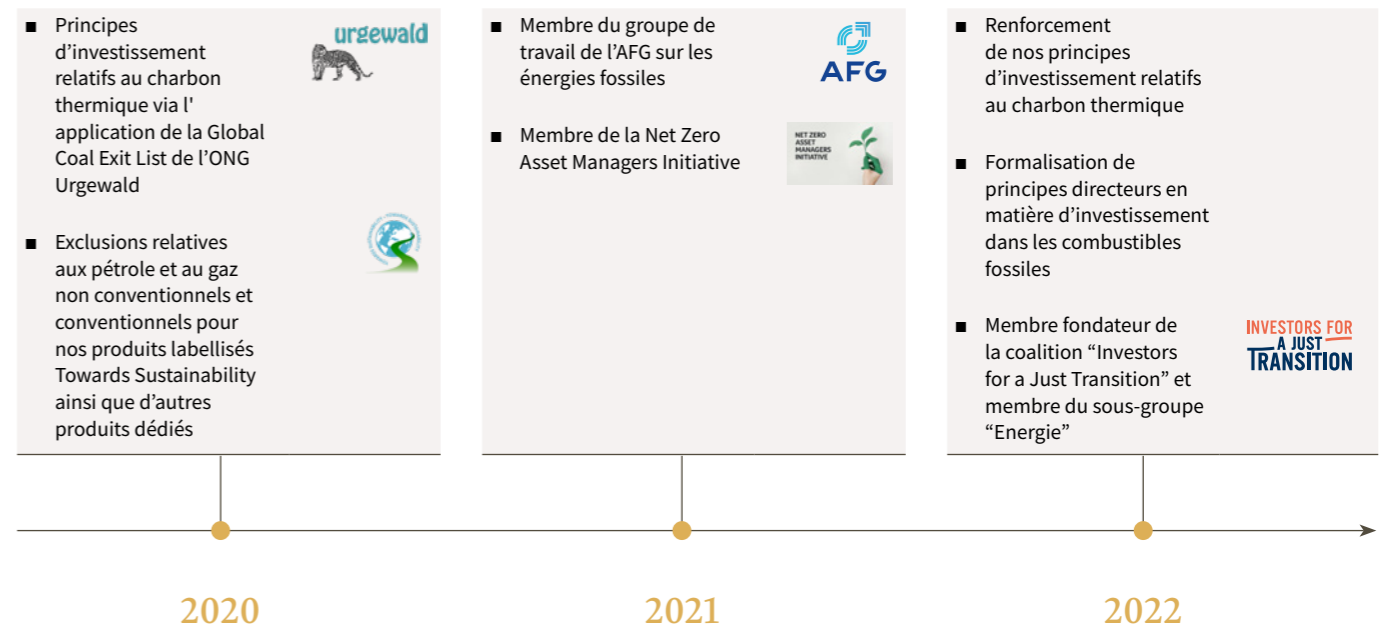 ■ Principes
d’investissement
relatifs au charbon
thermique via l'
application de la Global
Coal Exit List de l’ONG
Urgewald
urgewald
■ Exclusions relatives
aux pétrole et au gaz
non conventionnels et
conventionnels pour
nos produits labellisés
Towards Sustainability
ainsi que d’autres
produits dédiés
■ Membre du groupe de
travail de l’AFG sur les
énergies fossiles
AFG
■ Membre de la Net Zero
Asset Managers Initiative
NET ZERO
ASSET
MANAGERS
INITIATIVE
■ Renforcement
de nos principes
d’investissement relatifs
au charbon thermique
■ Formalisation de
principes directeurs en
matière d’investissement
dans les combustibles
fossiles
■ Membre fondateur de
la coalition “Investors
for a Just Transition” et
membre du sous-groupe
“Energie”
INVESTORS FOR
A JUST
TRANSITION
2020
2021
2022